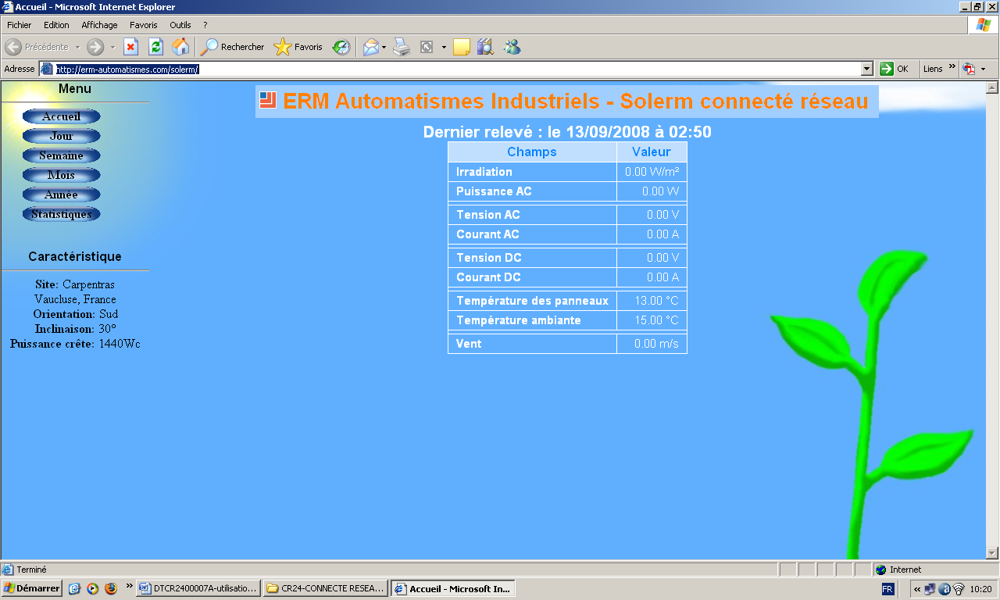 Accueil - Microsoft Internet Explorer
Fichier Edition Affichage Favoris Outils ?
Précédente Rechercher Favoris
Adresse http://erm-automatismes.com/solerm/ OK Liens »
Menu
Accueil
Jour
Semaine
Mois
Année
Statistiques
Caractéristique
Site: Carpentras
Vaucluse, France
Orientation: Sud
Inclinaison: 30°
Puissance crête: 1440Wc
ERM Automatismes Industriels - Solerm connecté réseau
Dernier relevé : le 13/09/2008 à 02:50
Champs Valeur
Irradiation 0.00 W/m²
Puissance AC 0.00 W
Tension AC 0.00 V
Courant AC 0.00 A
Tension DC 0.00 V
Courant DC 0.00 A
Température des panneaux 13.00 °C
Température ambiante 15.00 °C
Vent 0.00 m/s
Terminé Internet
Démarrer » DTCR2400007A-utilisatio... CR24-CONNECTE RESEA... Accueil - Microsoft In... FR « 10:20